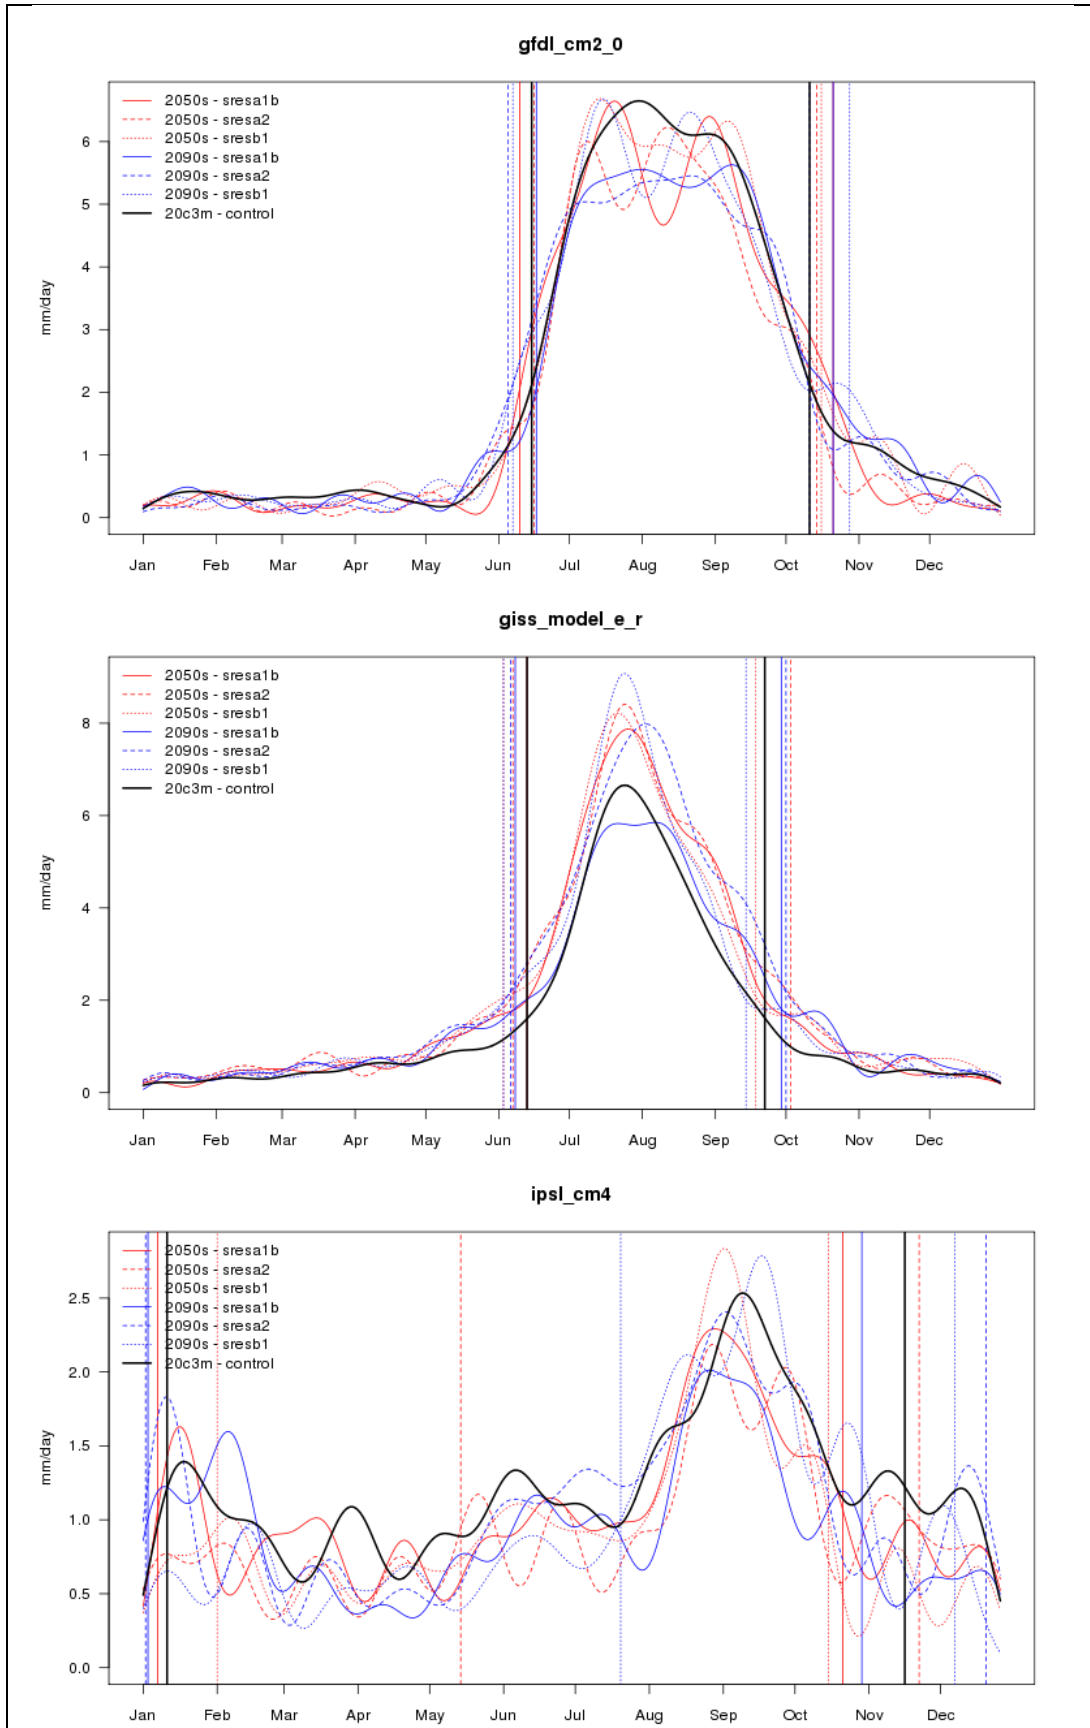 gfdl_cm2_0
2050s - sresa1b
2050s - sresa2
2050s - sresb1
2090s - sresa1b
2090s - sresa2
2090s - sresb1
20c3m - control
mm/day
6
5
4
3
2
1
0
Jan Feb Mar Apr May Jun Jul Aug Sep Oct Nov Dec
giss_model_e_r
2050s - sresa1b
2050s - sresa2
2050s - sresb1
2090s - sresa1b
2090s - sresa2
2090s - sresb1
20c3m - control
mm/day
8
6
4
2
0
Jan Feb Mar Apr May Jun Jul Aug Sep Oct Nov Dec
ipsl_cm4
2050s - sresa1b
2050s - sresa2
2050s - sresb1
2090s - sresa1b
2090s - sresa2
2090s - sresb1
20c3m - control
mm/day
2.5
2.0
1.5
1.0
0.5
0.0
Jan Feb Mar Apr May Jun Jul Aug Sep Oct Nov Dec